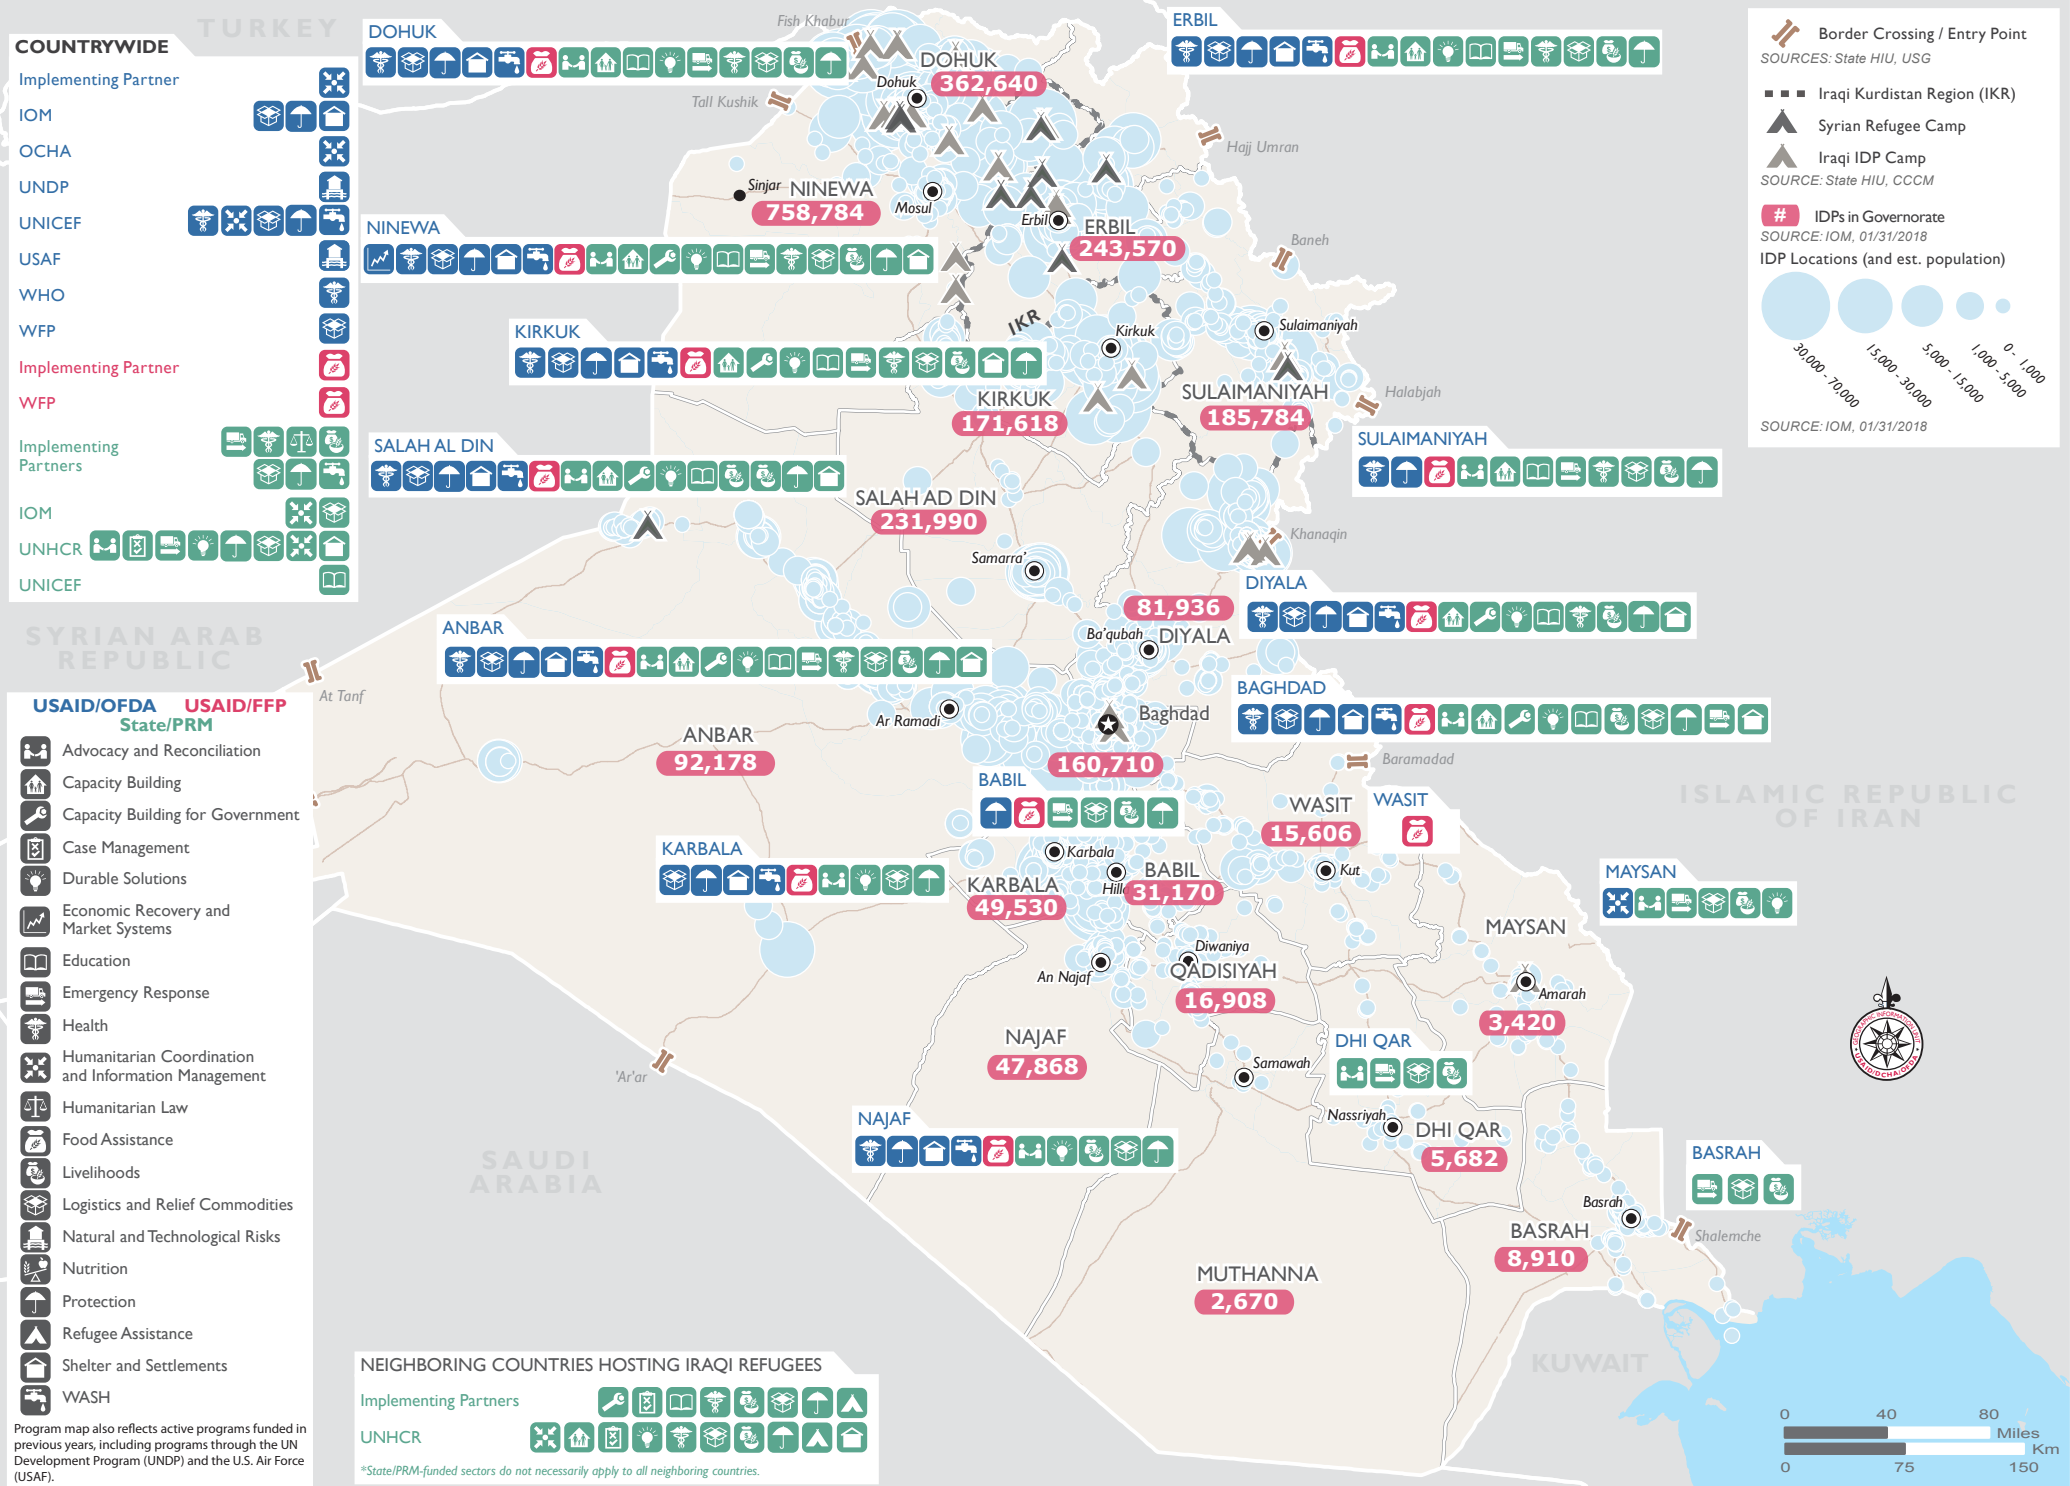 TURKEY
COUNTRYWIDE
Implementing Partner
IOM
OCHA
UNDP
UNICEF
USAF
WHO
WFP
Implementing Partner
WFP
Implementing
Partners
IOM
UNHCR
UNICEF
SYRIAN ARAB
REPUBLIC
USAID/OFDA USAID/FFP
State/PRM
Advocacy and Reconciliation
Capacity Building
Capacity Building for Government
Case Management
Durable Solutions
Economic Recovery and
Market Systems
Education
Emergency Response
Health
Humanitarian Coordination
and Information Management
Humanitarian Law
Food Assistance
Livelihoods
Logistics and Relief Commodities
Natural and Technological Risks
Nutrition
Protection
Refugee Assistance
Shelter and Settlements
WASH
Program map also reflects active programs funded in
previous years, including programs through the UN
Development Program (UNDP) and the U.S. Air Force
(USAF).
DOHUK
Fish Khabur
DOHUK
Dohuk
362,640
Tall Kushik
ERBIL
Hajj Umran
Sinjar
NINEWA
758,784
Mosul
Erbil
ERBIL
243,570
NINEWA
Baneh
KIRKUK
IKR
Kirkuk
Sulaimaniyah
KIRKUK
171,618
SULAIMANIYAH
185,784
Halabjah
SULAIMANIYAH
SALAH AL DIN
SALAH AD DIN
231,990
Khanaqin
Samarra'
DIYALA
81,936
Ba'qubah
DIYALA
ANBAR
At Tanf
Ar Ramadi
ANBAR
92,178
Baghdad
160,710
BAGHDAD
Baramadad
BABIL
WASIT
15,606
WASIT
Kut
KARBALA
Karbala
KARBALA
49,530
BABIL
31,170
Hilla
MAYSAN
MAYSAN
Amarah
3,420
Diwaniya
QADISIYAH
16,908
An Najaf
NAJAF
47,868
Samawah
DHI QAR
Nassriyah
DHI QAR
5,682
'Ar'ar
NAJAF
SAUDI
ARABIA
BASRAH
Basrah
BASRAH
8,910
Shalemche
MUTHANNA
2,670
KUWAIT
ISLAMIC REPUBLIC
OF IRAN
NEIGHBORING COUNTRIES HOSTING IRAQI REFUGEES
Implementing Partners
UNHCR
*State/PRM-funded sectors do not necessarily apply to all neighboring countries.
Border Crossing / Entry Point
SOURCES: State HIU, USG
Iraqi Kurdistan Region (IKR)
Syrian Refugee Camp
Iraqi IDP Camp
SOURCE: State HIU, CCCM
# IDPs in Governorate
SOURCE: IOM, 01/31/2018
IDP Locations (and est. population)
30,000 - 70,000
15,000 - 30,000
5,000 - 15,000
1,000 - 5,000
0 - 1,000
SOURCE: IOM, 01/31/2018
GEOGRAPHIC INFORMATION UNIT
USAID/DCHA/OFDA
0 40 80
Miles
Km
0 75 150